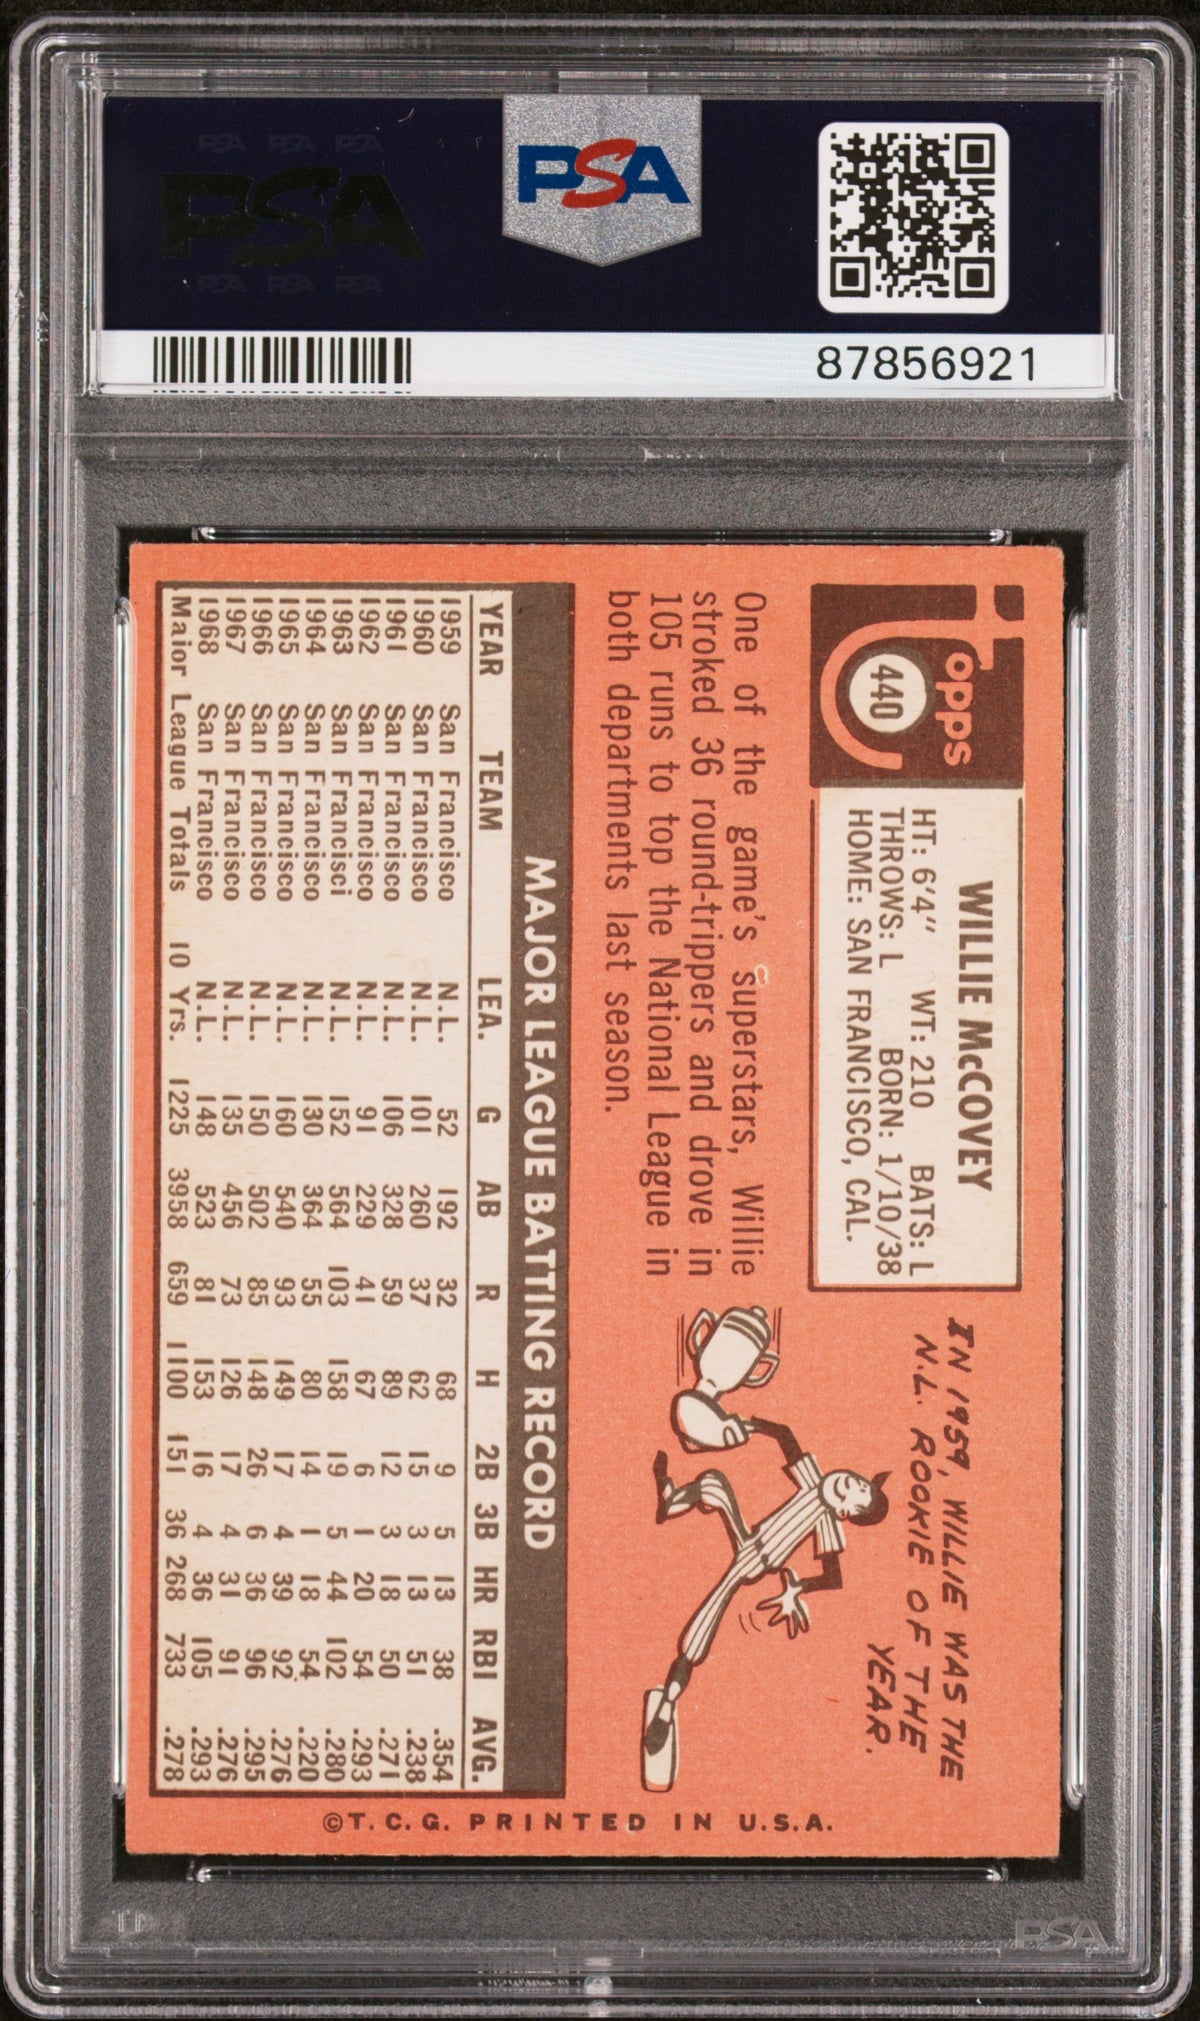 PSA PSA PSA
PSA
PSA PSA PSA
PSA
87856921
Topps
440
WILLIE McCOVEY
HT: 6'4" WT: 210 BATS: L
THROWS: L BORN: 1/10/38
HOME: SAN FRANCISCO, CAL.
IN 1959, WILLIE WAS THE
N.L. ROOKIE OF THE
YEAR.
One of the game's superstars, Willie
stroked 36 round-trippers and drove in
105 runs to top the National League in
both departments last season.
MAJOR LEAGUE BATTING RECORD
YEAR TEAM LEA. G AB R H 2B 3B HR RBI AVG.
1959 San Francisco N.L. 52 192 32 68 9 5 13 38 .354
1960 San Francisco N.L. 101 260 37 62 15 3 13 51 .238
1961 San Francisco N.L. 106 328 59 89 12 3 18 50 .271
1962 San Francisco N.L. 91 229 41 67 6 1 20 54 .293
1963 San Francisci N.L. 152 564 103 158 19 5 44 102 .280
1964 San Francisco N.L. 130 364 55 80 14 1 18 54 .220
1965 San Francisco N.L. 160 540 93 149 17 4 39 92 .276
1966 San Francisco N.L. 150 502 85 148 26 6 36 96 .295
1967 San Francisco N.L. 135 456 73 126 17 4 31 91 .276
1968 San Francisco N.L. 148 523 81 153 16 4 36 105 .293
Major League Totals 10 Yrs. 1225 3958 659 1100 151 36 268 733 .278
©T.C.G. PRINTED IN U.S.A.
PSA